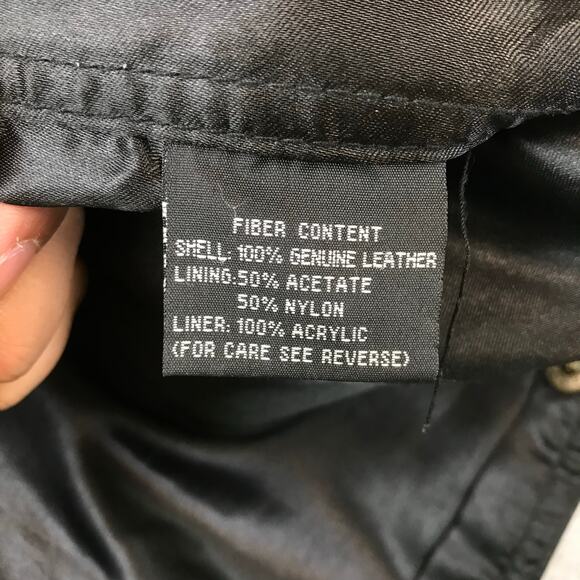 FIBER CONTENT
SHELL: 100% GENUINE LEATHER
LINING:50% ACETATE
50% NYLON
LINER: 100% ACRYLIC
(FOR CARE SEE REVERSE)